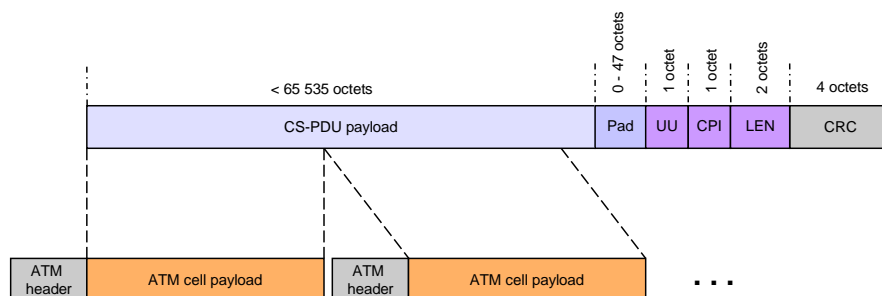 0 - 47 octets
1 octet
1 octet
2 octets
< 65 535 octets
4 octets
CS-PDU payload
Pad
UU
CPI
LEN
CRC
ATM
header
ATM cell payload
ATM
header
ATM cell payload
. . .